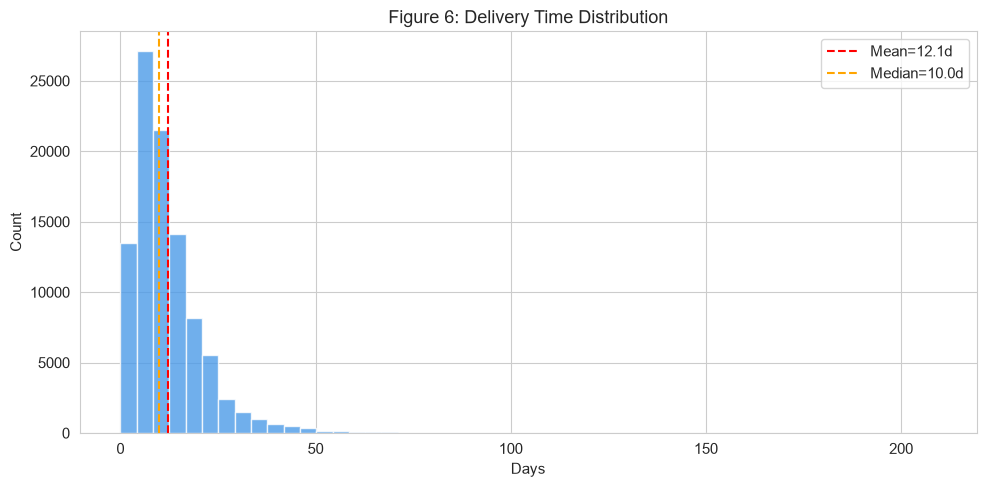 Figure 6: Delivery Time Distribution
Mean=12.1d
Median=10.0d
Count
25000
20000
15000
10000
5000
0
0 50 100 150 200
Days